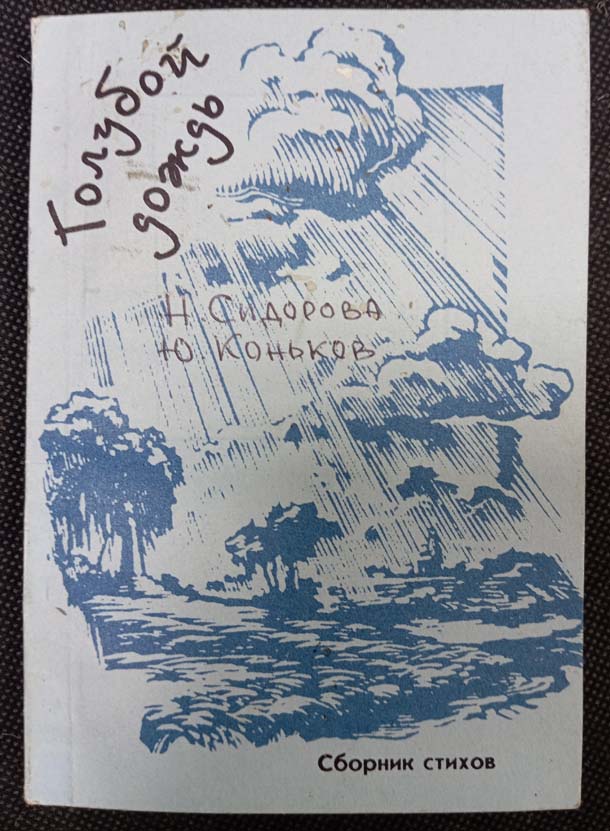 Голубой
дождь
Н. Сидорова
Ю. Коньков
Сборник стихов